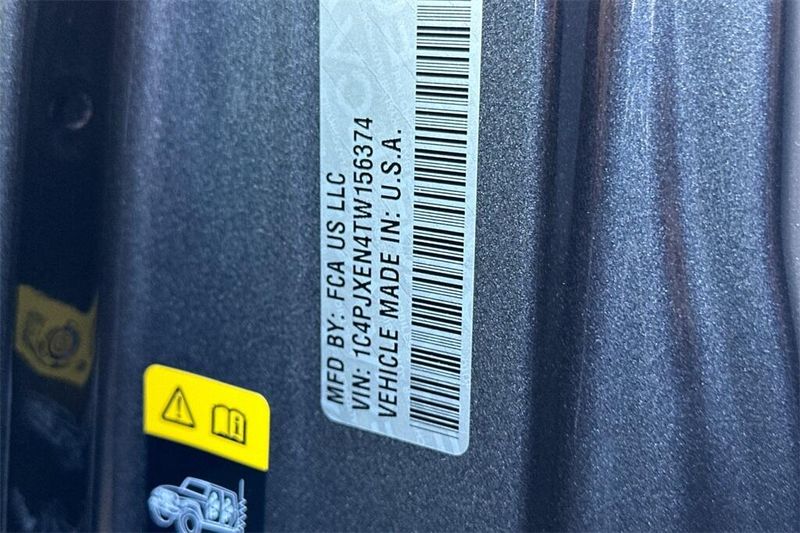 MFD BY: FCA US LLC
VIN: 1C4PJXEN4TW156374
VEHICLE MADE IN: U.S.A.